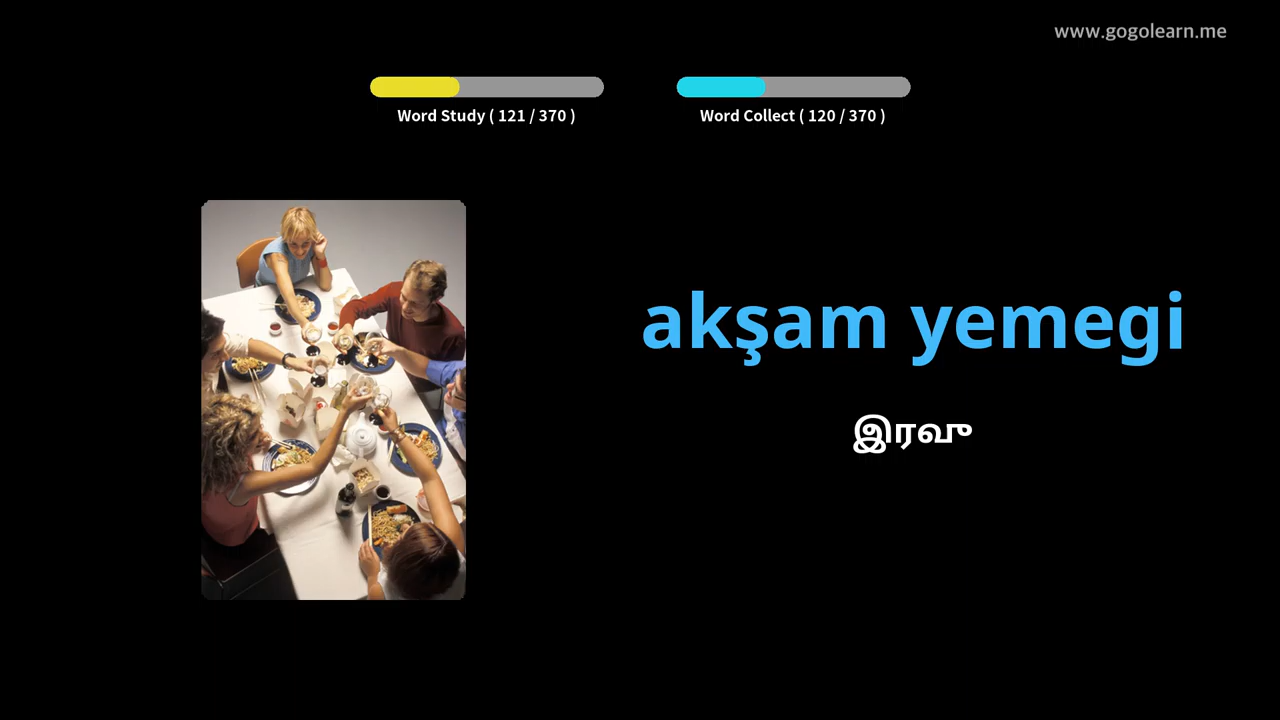 www.gogolearn.me
Word Study ( 121 / 370 )
Word Collect ( 120 / 370 )
akşam yemegi
இரவு